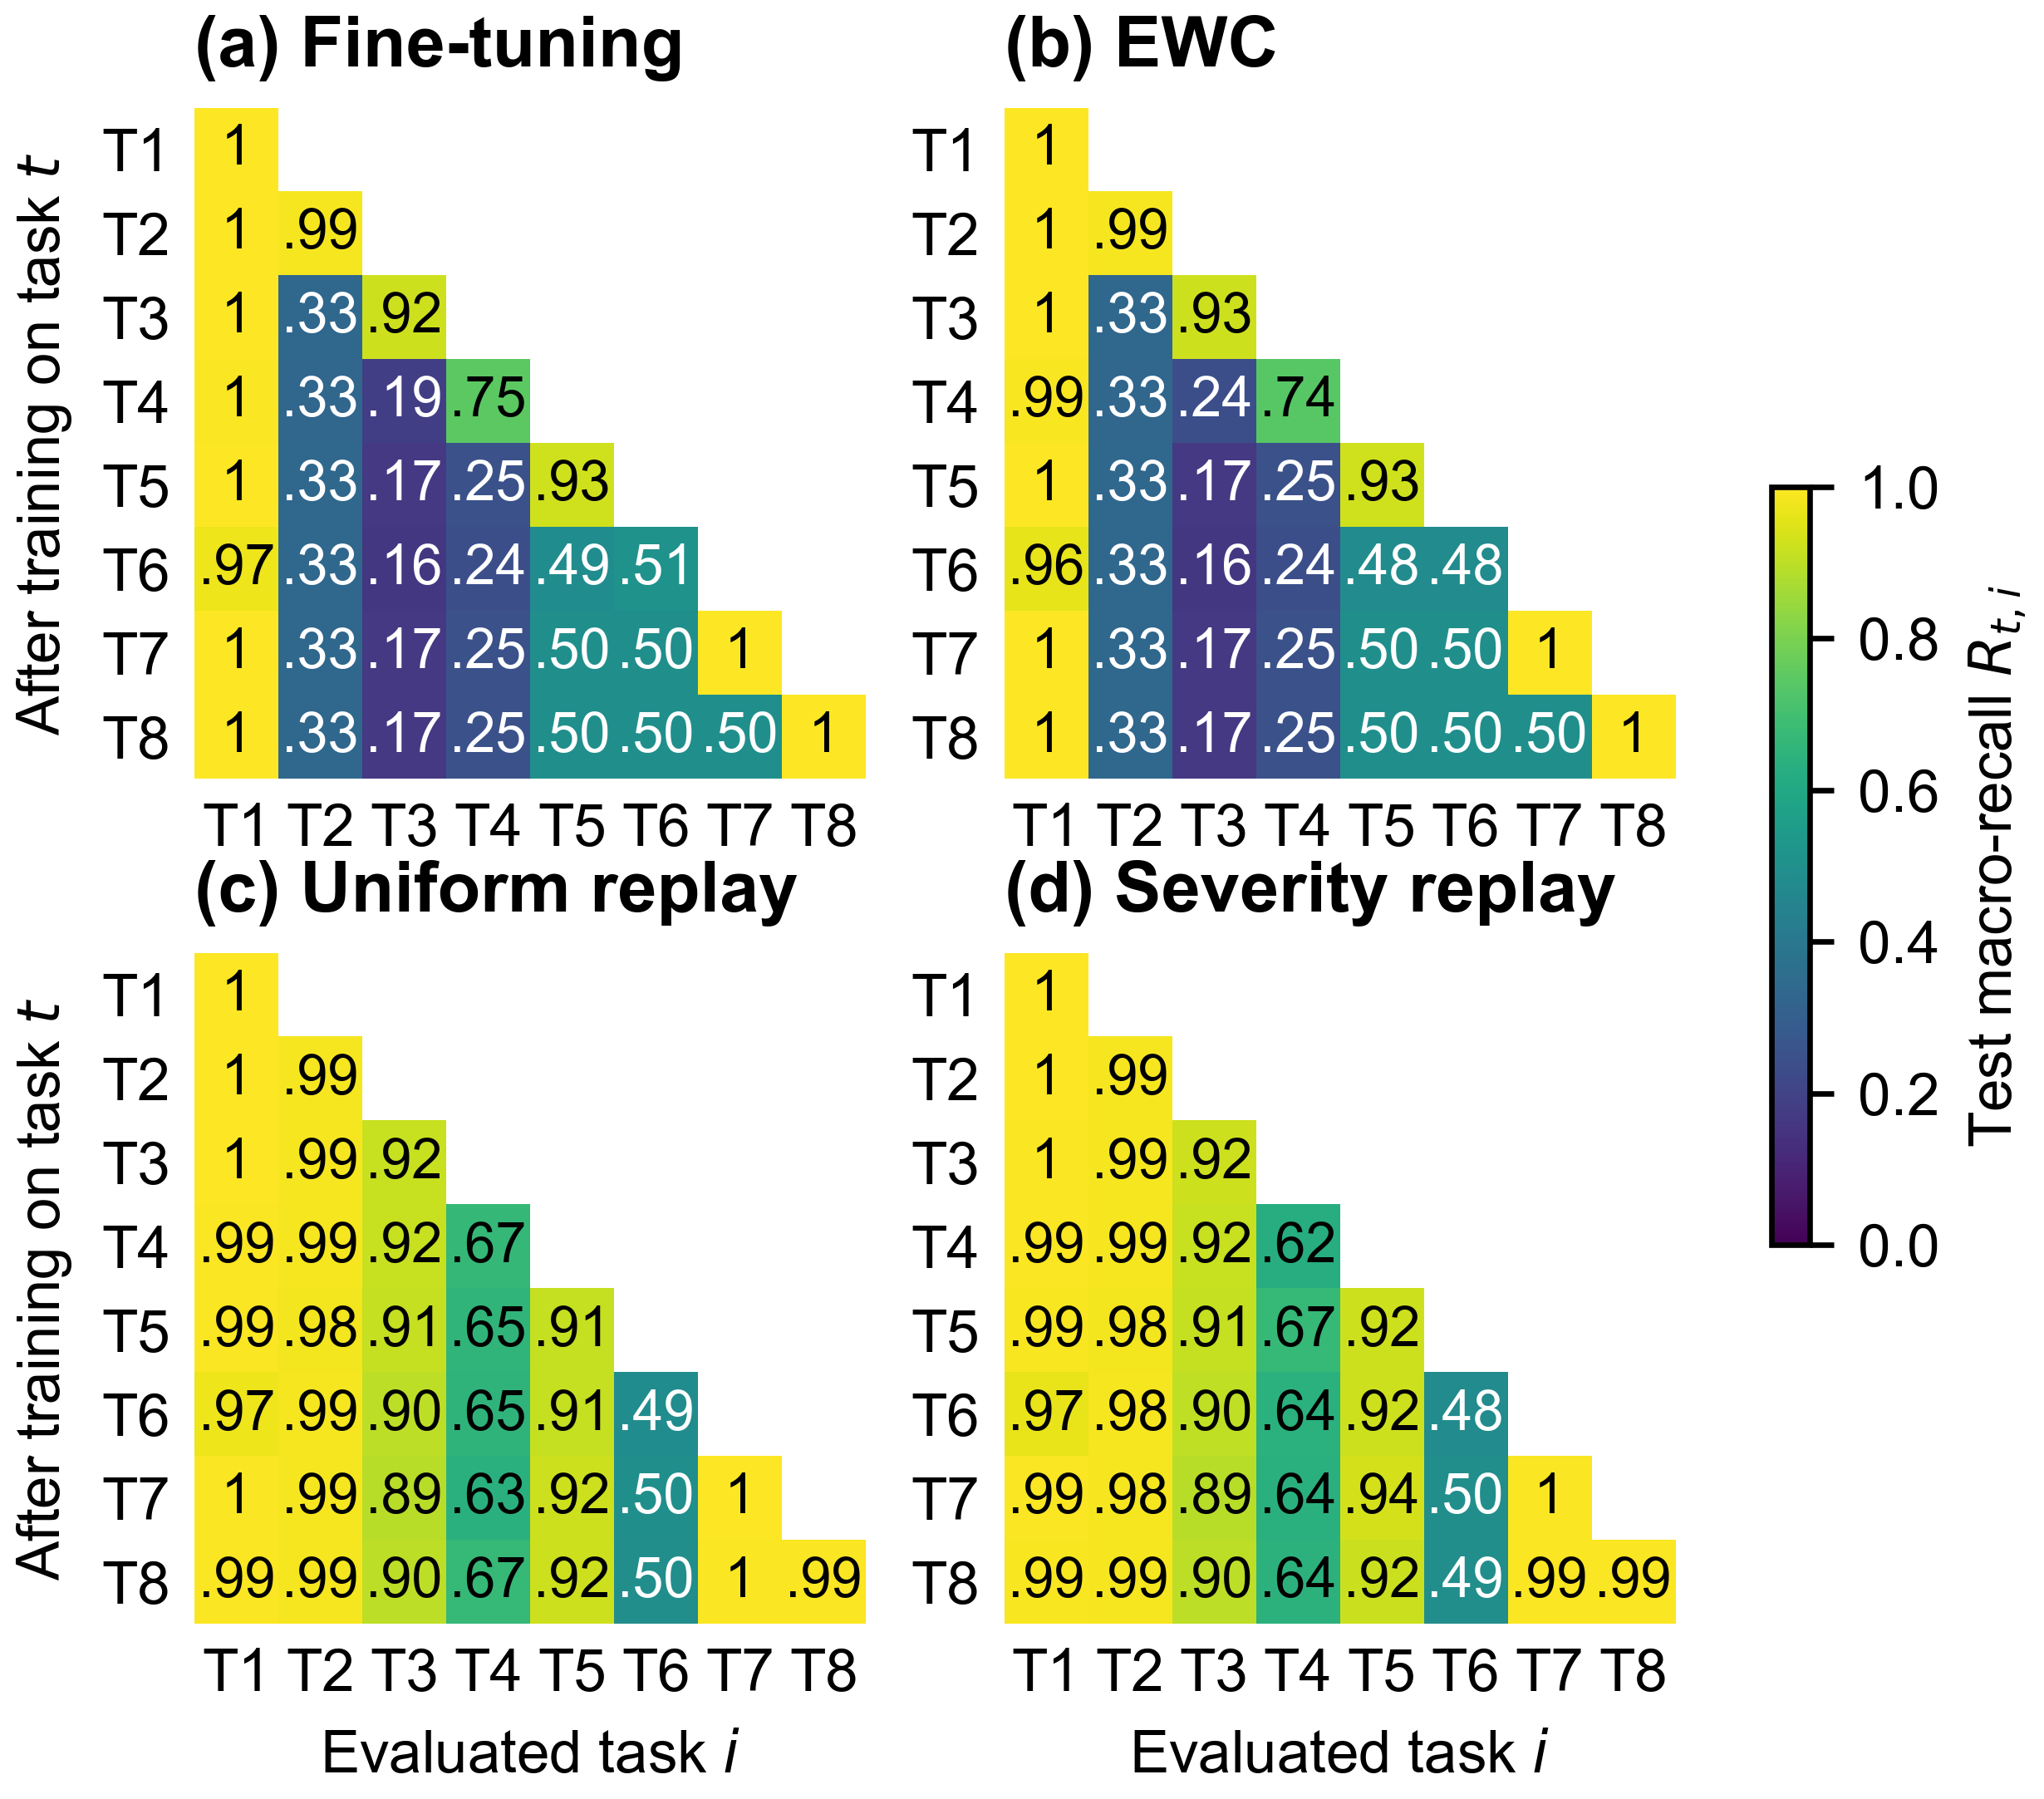 (a) Fine-tuning
After training on task t
T1 1
T2 1 .99
T3 1 .33 .92
T4 1 .33 .19 .75
T5 1 .33 .17 .25 .93
T6 .97 .33 .16 .24 .49 .51
T7 1 .33 .17 .25 .50 .50 1
T8 1 .33 .17 .25 .50 .50 .50 1
T1 T2 T3 T4 T5 T6 T7 T8
(b) EWC
T1 1
T2 1 .99
T3 1 .33 .93
T4 .99 .33 .24 .74
T5 1 .33 .17 .25 .93
T6 .96 .33 .16 .24 .48 .48
T7 1 .33 .17 .25 .50 .50 1
T8 1 .33 .17 .25 .50 .50 .50 1
T1 T2 T3 T4 T5 T6 T7 T8
(c) Uniform replay
After training on task t
T1 1
T2 1 .99
T3 1 .99 .92
T4 .99 .99 .92 .67
T5 .99 .98 .91 .65 .91
T6 .97 .99 .90 .65 .91 .49
T7 1 .99 .89 .63 .92 .50 1
T8 .99 .99 .90 .67 .92 .50 1 .99
T1 T2 T3 T4 T5 T6 T7 T8
Evaluated task i
(d) Severity replay
T1 1
T2 1 .99
T3 1 .99 .92
T4 .99 .99 .92 .62
T5 .99 .98 .91 .67 .92
T6 .97 .98 .90 .64 .92 .48
T7 .99 .98 .89 .64 .94 .50 1
T8 .99 .99 .90 .64 .92 .49 .99 .99
T1 T2 T3 T4 T5 T6 T7 T8
Evaluated task i
1.0
0.8
0.6
0.4
0.2
0.0
Test macro-recall R t, i